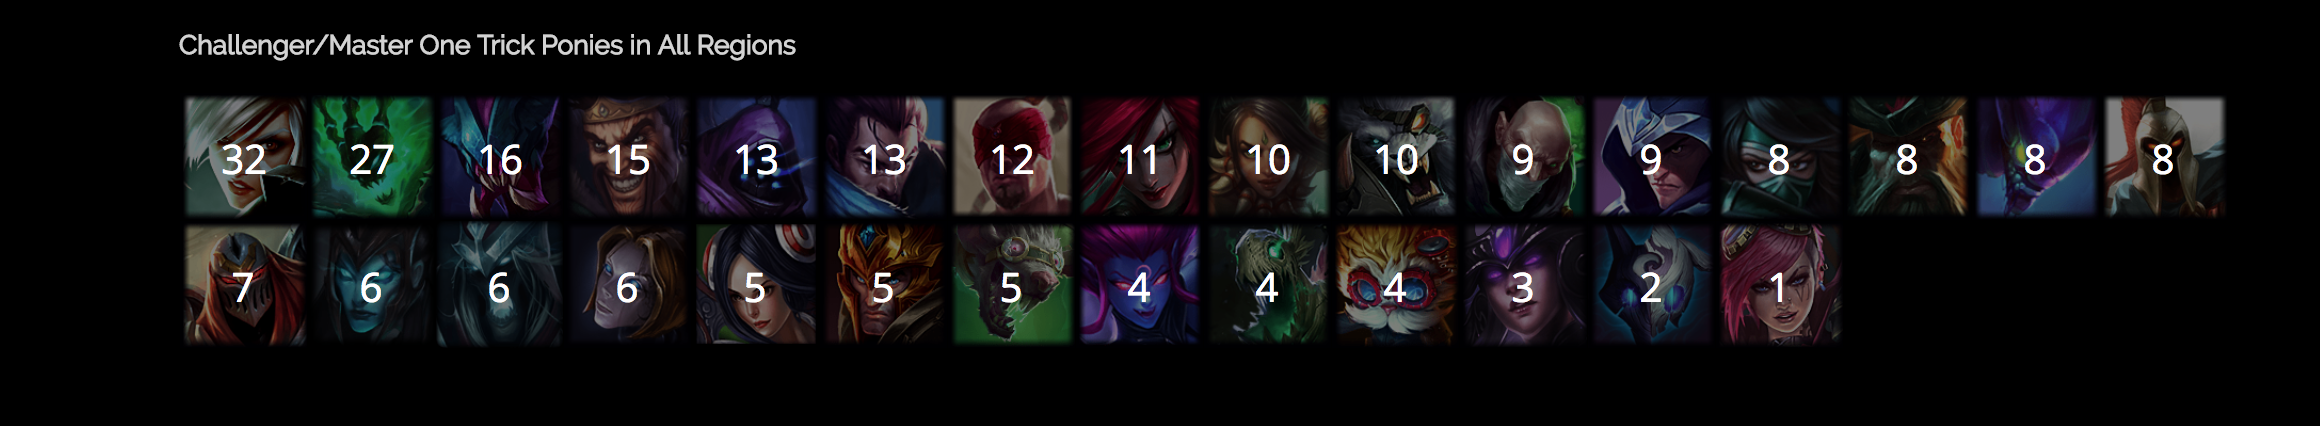 Challenger/Master One Trick Ponies in All Regions
32 27 16 15 13 13 12 11 10 10 9 9 8 8 8 8
7 6 6 6 5 5 5 4 4 4 3 2 1